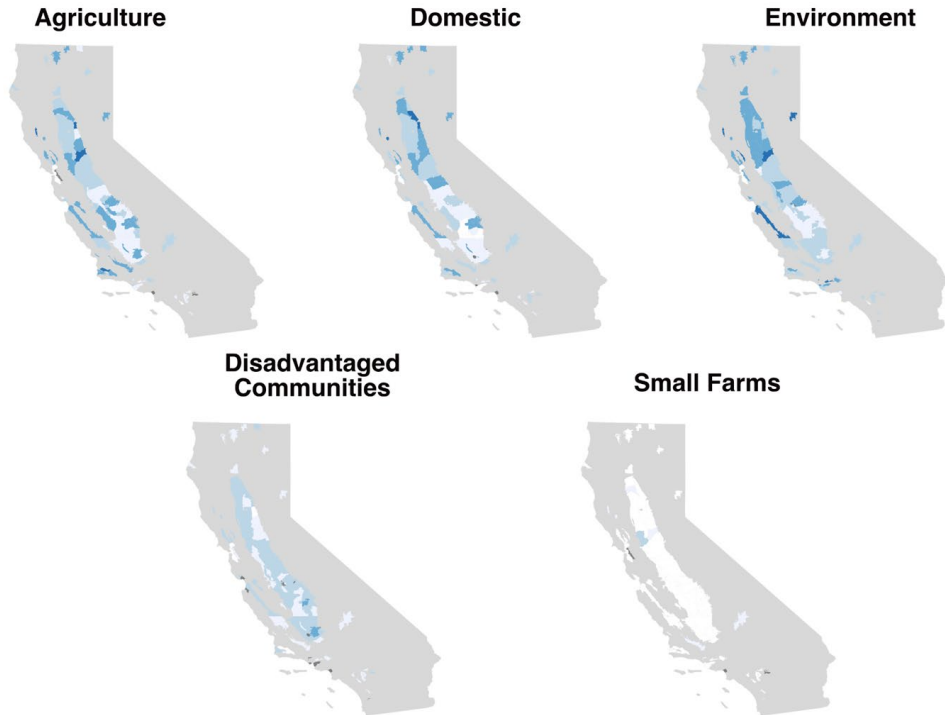 Agriculture
Domestic
Environment
Disadvantaged
Communities
Small Farms